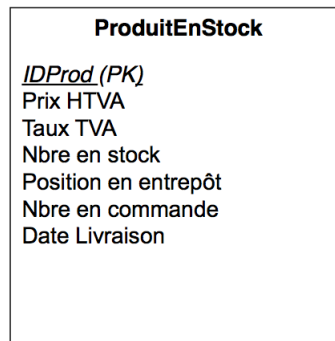 ProduitEnStock
IDProd (PK)
Prix HTVA
Taux TVA
Nbre en stock
Position en entrepôt
Nbre en commande
Date Livraison